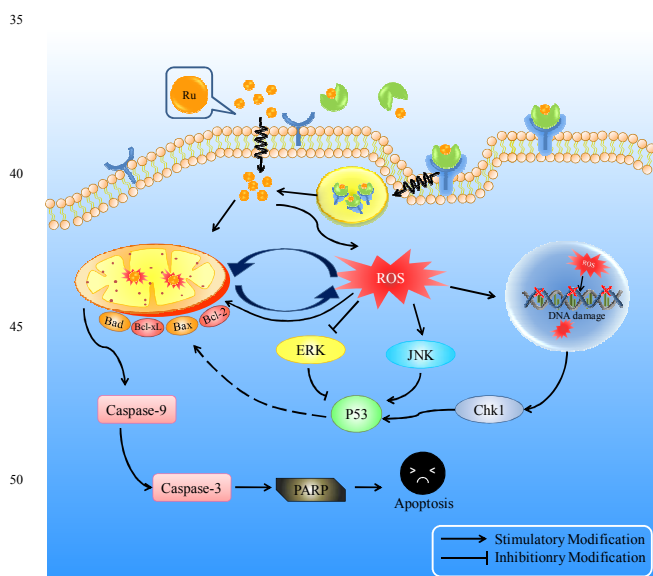 35
Ru
40
ROS
ROS
DNA damage
Bad
Bcl-xL
Bax
Bcl-2
45
ERK
JNK
Caspase-9
P53
Chk1
50
Caspase-3
PARP
Apoptosis
Stimulatory Modification
Inhibitionry Modification